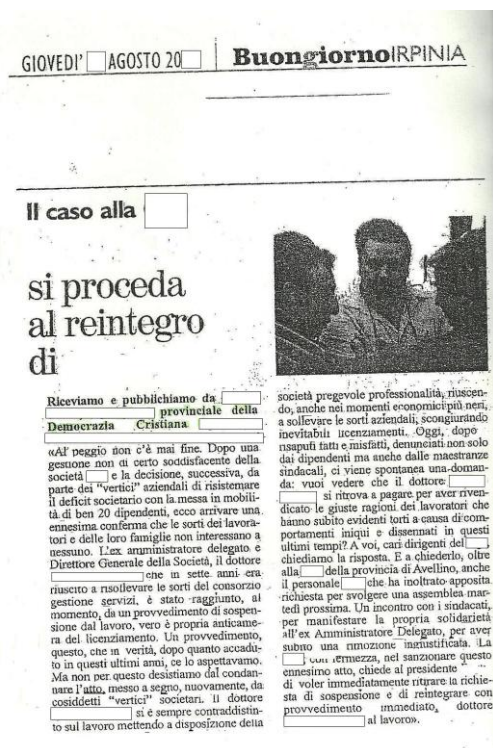 GIOVEDI' AGOSTO 20
BuongiornoIRPINIA
Il caso alla
si proceda
al reintegro
di
Riceviamo e pubblichiamo da
provinciale della
Democrazia Cristiana
«Al peggio non c'è mai fine. Dopo una
gestione non di certo soddisfacente della
società e la decisione, successiva, da
parte dei "vertici" aziendali di risistemare
il deficit societario con la messa in mobili-
tà di ben 20 dipendenti, ecco arrivare una
ennesima conferma che le sorti dei lavora-
tori e delle loro famiglie non interessano a
nessuno. L'ex amministratore delegato e
Direttore Generale della Società, il dottore
che in sette anni era
riuscito a risollevare le sorti del consorzio
gestione servizi, è stato raggiunto, al
momento, da un provvedimento di sospen-
sione dal lavoro, vero è propria anticame-
ra del licenziamento. Un provvedimento,
questo, che in verità, dopo quanto accadu-
to in questi ultimi anni, ce lo aspettavamo.
Ma non per questo desistiamo dal condan-
nare l'atto, messo a segno, nuovamente, da
cosiddetti "vertici" societari. Il dottore
si è sempre contraddistin-
to sul lavoro mettendo a disposizione della
società pregevole professionalità, riuscen-
do, anche nei momenti economici più neri,
a sollevare le sorti aziendali, scongiurando
inevitabili licenziamenti. Oggi, dopo
risaputi fatti e misfatti, denunciati non solo
dai dipendenti ma anche dalle maestranze
sindacali, ci viene spontanea una doman-
da: vuoi vedere che il dottore
si ritrova a pagare per aver riven-
dicato le giuste ragioni dei lavoratori che
hanno subito evidenti torti a causa di com-
portamenti iniqui e dissennati in questi
ultimi tempi? A voi, cari dirigenti del
chiediamo la risposta. E a chiederlo, oltre
alla della provincia di Avellino, anche
il personale che ha inoltrato apposita
richiesta per svolgere una assemblea mar-
tedì prossima. Un incontro con i sindacati,
per manifestare la propria solidarietà
all'ex Amministratore Delegato, per aver
subito una rimozione ingiustificata. La
con fermezza, nel sanzionare questo
ennesimo atto, chiede al presidente
di voler immediatamente ritirare la richie-
sta di sospensione e di reintegrare con
provvedimento immediato, dottore
al lavoro».